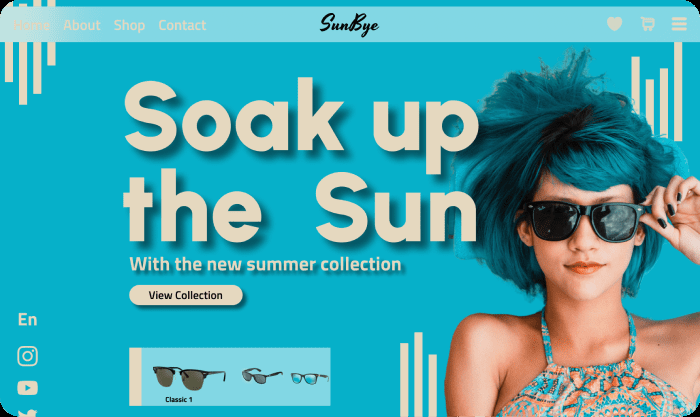 Home About Shop Contact
SunBye
Soak up
the Sun
With the new summer collection
View Collection
En
Classic 1